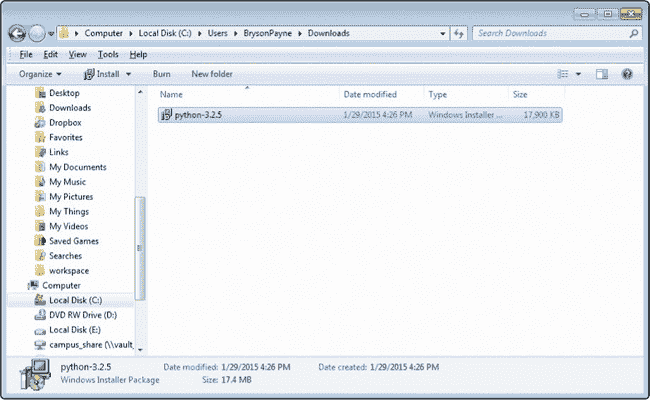 Computer ▸ Local Disk (C:) ▸ Users ▸ BrysonPayne ▸ Downloads
Search Downloads
File Edit View Tools Help
Organize Install Burn New folder
Name Date modified Type Size
python-3.2.5 1/29/2015 4:26 PM Windows Installer ... 17,900 KB
Desktop
Downloads
Dropbox
Favorites
Links
My Documents
My Music
My Pictures
My Things
My Videos
Saved Games
Searches
workspace
Computer
Local Disk (C:)
DVD RW Drive (D:)
Local Disk (E:)
campus_share (\\vault_
python-3.2.5 Date modified: 1/29/2015 4:26 PM Date created: 1/29/2015 4:26 PM
Windows Installer Package Size: 17.4 MB